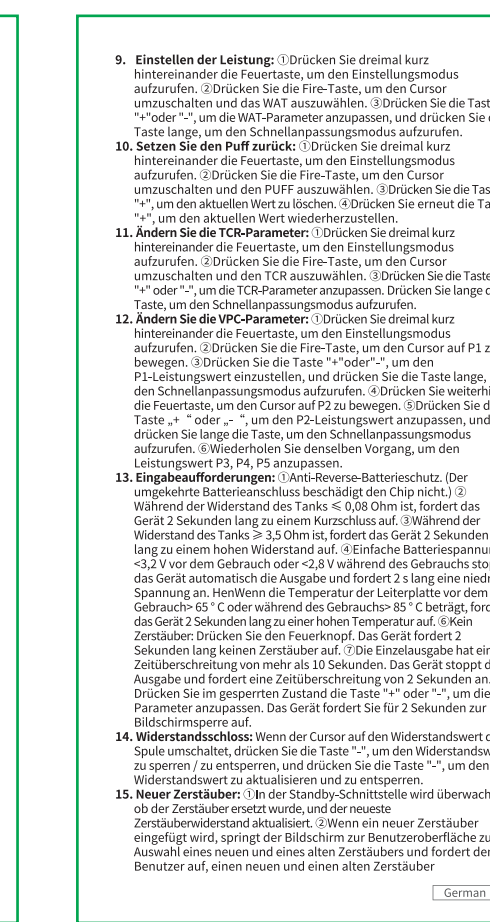 9. Einstellen der Leistung: ①Drücken Sie dreimal kurz
hintereinander die Feuertaste, um den Einstellungsmodus
aufzurufen. ②Drücken Sie die Fire-Taste, um den Cursor
umzuschalten und das WAT auszuwählen. ③Drücken Sie die Tast
"+"oder "-", um die WAT-Parameter anzupassen, und drücken Sie
Taste lange, um den Schnellanpassungsmodus aufzurufen.
10. Setzen Sie den Puff zurück: ①Drücken Sie dreimal kurz
hintereinander die Feuertaste, um den Einstellungsmodus
aufzurufen. ②Drücken Sie die Fire-Taste, um den Cursor
umzuschalten und den PUFF auszuwählen. ③Drücken Sie die Tas
"+", um den aktuellen Wert zu löschen. ④Drücken Sie erneut die Ta
"+", um den aktuellen Wert wiederherzustellen.
11. Ändern Sie die TCR-Parameter: ①Drücken Sie dreimal kurz
hintereinander die Feuertaste, um den Einstellungsmodus
aufzurufen. ②Drücken Sie die Fire-Taste, um den Cursor
umzuschalten und den TCR auszuwählen. ③Drücken Sie die Taste
"+" oder "-", um die TCR-Parameter anzupassen. Drücken Sie lange d
Taste, um den Schnellanpassungsmodus aufzurufen.
12. Ändern Sie die VPC-Parameter: ①Drücken Sie dreimal kurz
hintereinander die Feuertaste, um den Einstellungsmodus
aufzurufen. ②Drücken Sie die Fire-Taste, um den Cursor auf P1 z
bewegen. ③Drücken Sie die Taste "+"oder"-", um den
P1-Leistungswert einzustellen, und drücken Sie die Taste lange,
den Schnellanpassungsmodus aufzurufen. ④Drücken Sie weiterhi
die Feuertaste, um den Cursor auf P2 zu bewegen. ⑤Drücken Sie d
Taste „+ “ oder „- “, um den P2-Leistungswert anzupassen, und
drücken Sie lange die Taste, um den Schnellanpassungsmodus
aufzurufen. ⑥Wiederholen Sie denselben Vorgang, um den
Leistungswert P3, P4, P5 anzupassen.
13. Eingabeaufforderungen: ①Anti-Reverse-Batterieschutz. (Der
umgekehrte Batterieanschluss beschädigt den Chip nicht.) ②
Während der Widerstand des Tanks ≤ 0,08 Ohm ist, fordert das
Gerät 2 Sekunden lang zu einem Kurzschluss auf. ③Während der
Widerstand des Tanks ≥ 3,5 Ohm ist, fordert das Gerät 2 Sekunden
lang zu einem hohen Widerstand auf. ④Einfache Batteriespannu
<3,2 V vor dem Gebrauch oder <2,8 V während des Gebrauchs stop
das Gerät automatisch die Ausgabe und fordert 2 s lang eine niedr
Spannung an. HenWenn die Temperatur der Leiterplatte vor dem
Gebrauch> 65 ° C oder während des Gebrauchs> 85 ° C beträgt, ford
das Gerät 2 Sekunden lang zu einer hohen Temperatur auf. ⑥Kein
Zerstäuber: Drücken Sie den Feuerknopf. Das Gerät fordert 2
Sekunden lang keinen Zerstäuber auf. ⑦Die Einzelausgabe hat ein
Zeitüberschreitung von mehr als 10 Sekunden. Das Gerät stoppt d
Ausgabe und fordert eine Zeitüberschreitung von 2 Sekunden an.
Drücken Sie im gesperrten Zustand die Taste "+" oder "-", um die
Parameter anzupassen. Das Gerät fordert Sie für 2 Sekunden zur
Bildschirmsperre auf.
14. Widerstandsschloss: Wenn der Cursor auf den Widerstandswert d
Spule umschaltet, drücken Sie die Taste "-", um den Widerstandsw
zu sperren / zu entsperren, und drücken Sie die Taste "-", um den
Widerstandswert zu aktualisieren und zu entsperren.
15. Neuer Zerstäuber: ①In der Standby-Schnittstelle wird überwach
ob der Zerstäuber ersetzt wurde, und der neueste
Zerstäuberwiderstand aktualisiert. ②Wenn ein neuer Zerstäuber
eingefügt wird, springt der Bildschirm zur Benutzeroberfläche zu
Auswahl eines neuen und eines alten Zerstäubers und fordert den
Benutzer auf, einen neuen und einen alten Zerstäuber
German